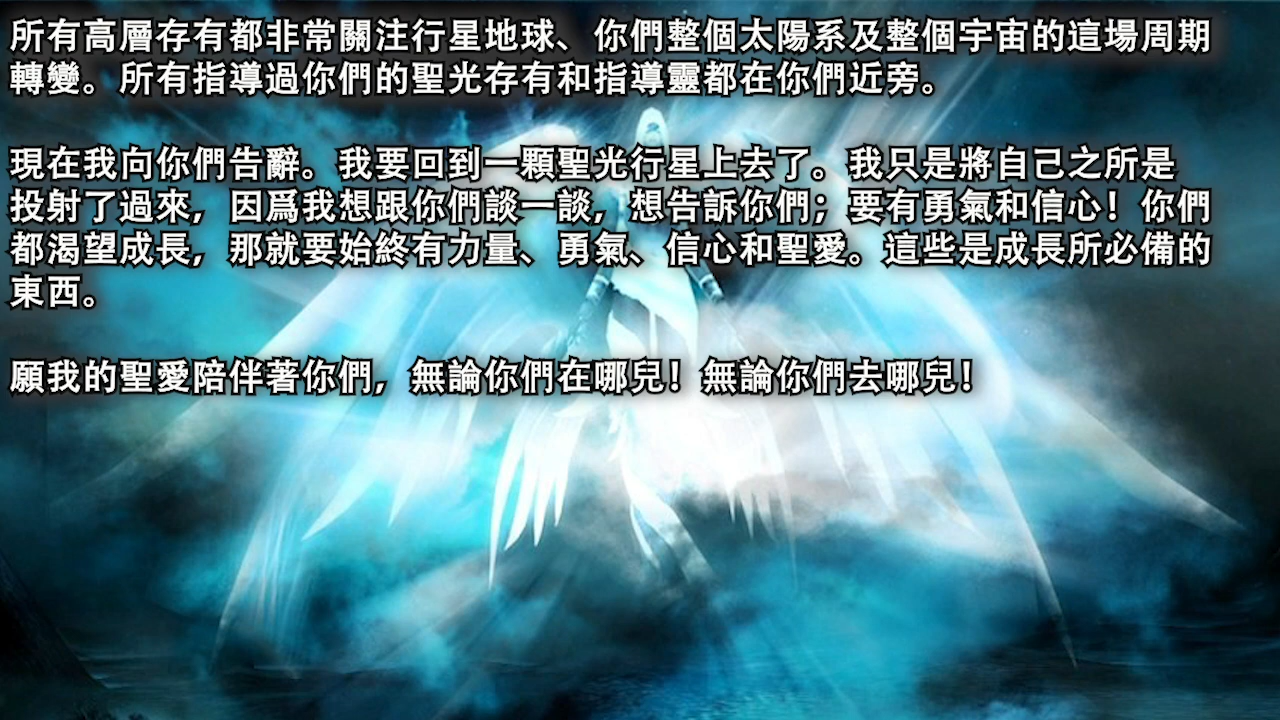 所有高層存有都非常關注行星地球、你們整個太陽系及整個宇宙的這場周期
轉變。所有指導過你們的聖光存有和指導靈都在你們近旁。
現在我向你們告辭。我要回到一顆聖光行星上去了。我只是將自己之所是
投射了過來，因爲我想跟你們談一談，想告訴你們；要有勇氣和信心！你們
都渴望成長，那就要始終有力量、勇氣、信心和聖愛。這些是成長所必備的
東西。
願我的聖愛陪伴著你們，無論你們在哪兒！無論你們去哪兒！